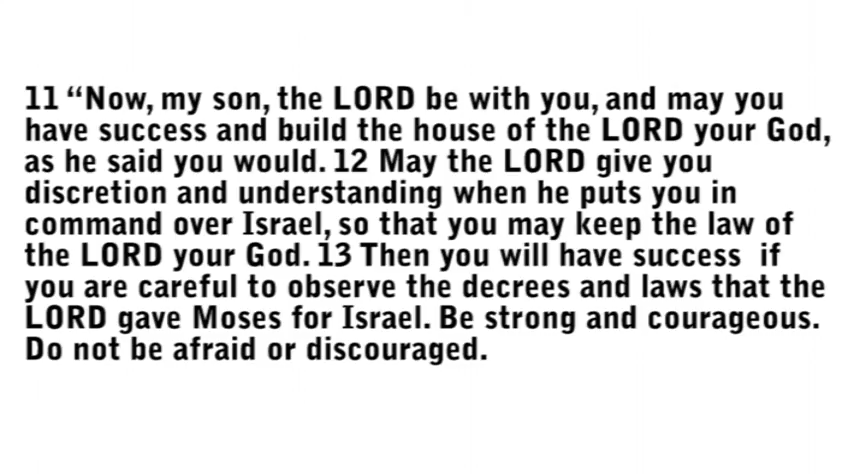 11 “Now, my son, the LORD be with you, and may you
have success and build the house of the LORD your God,
as he said you would. 12 May the LORD give you
discretion and understanding when he puts you in
command over Israel, so that you may keep the law of
the LORD your God. 13 Then you will have success  if
you are careful to observe the decrees and laws that the
LORD gave Moses for Israel. Be strong and courageous.
Do not be afraid or discouraged.